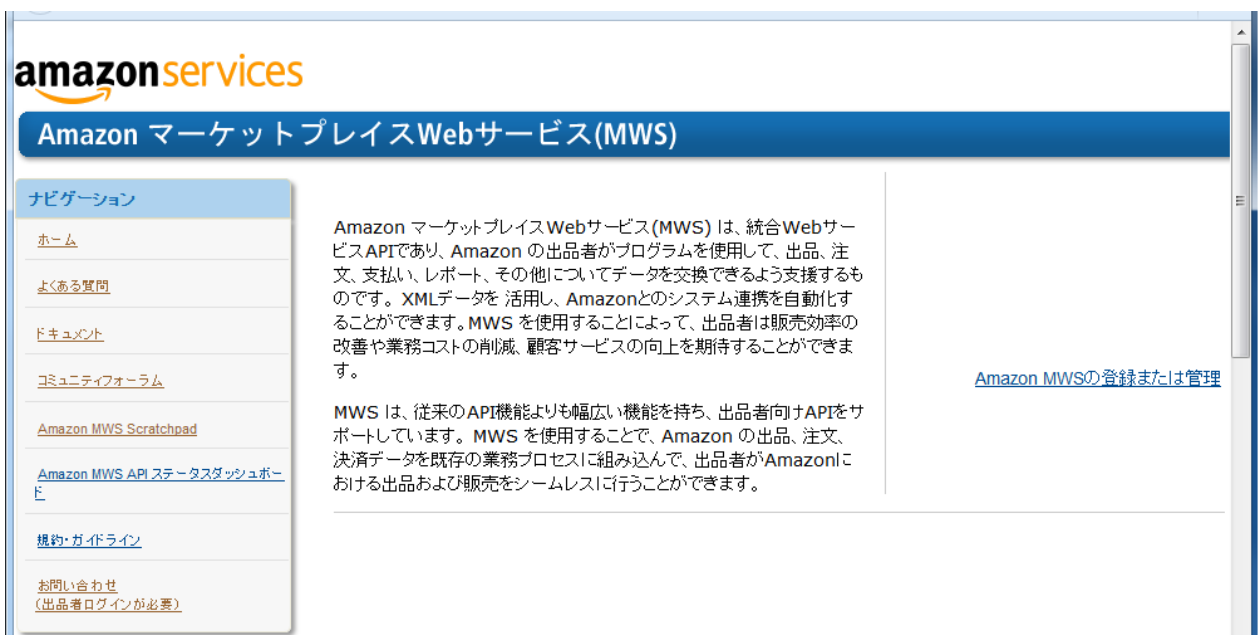 amazonservices
Amazon マーケットプレイスWebサービス(MWS)
ナビゲーション
ホーム
よくある質問
ドキュメント
コミュニティフォーラム
Amazon MWS Scratchpad
Amazon MWS API ステータスダッシュボー
ド
規約・ガイドライン
お問い合わせ
(出品者ログインが必要)
Amazon マーケットプレイスWebサービス(MWS) は、統合Webサー
ビスAPIであり、Amazon の出品者がプログラムを使用して、出品、注
文、支払い、レポート、その他についてデータを交換できるよう支援するも
のです。XMLデータを 活用し、Amazonとのシステム連携を自動化す
ることができます。MWS を使用することによって、出品者は販売効率の
改善や業務コストの削減、顧客サービスの向上を期待することができま
す。
MWS は、従来のAPI機能よりも幅広い機能を持ち、出品者向けAPIをサ
ポートしています。MWS を使用することで、Amazon の出品、注文、
決済データを既存の業務プロセスに組み込んで、出品者がAmazonに
おける出品および販売をシームレスに行うことができます。
Amazon MWSの登録または管理